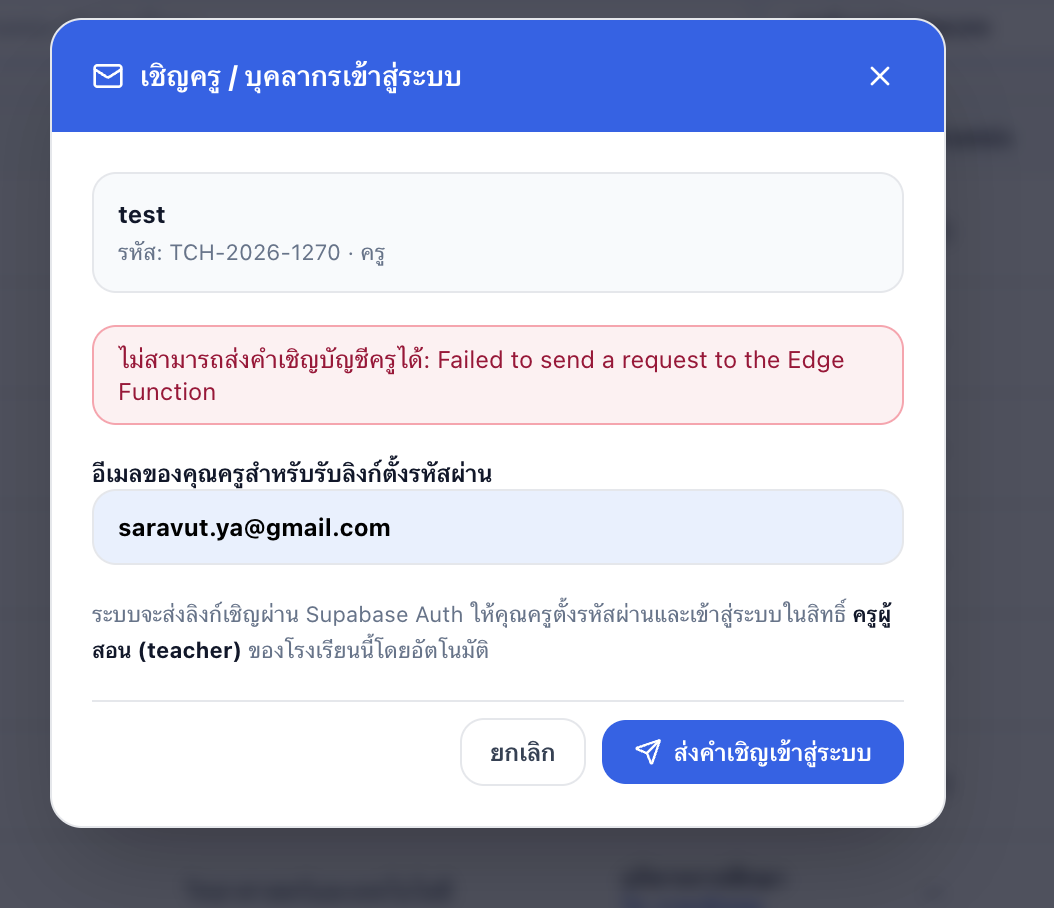 เชิญครู / บุคลากรเข้าสู่ระบบ
test
รหัส: TCH-2026-1270 · ครู
ไม่สามารถส่งคำเชิญบัญชีครูได้: Failed to send a request to the Edge
Function
อีเมลของคุณครูสำหรับรับลิงก์ตั้งรหัสผ่าน
saravut.ya@gmail.com
ระบบจะส่งลิงก์เชิญผ่าน Supabase Auth ให้คุณครูตั้งรหัสผ่านและเข้าสู่ระบบในสิทธิ์ ครูผู้
สอน (teacher) ของโรงเรียนนี้โดยอัตโนมัติ
ยกเลิก
ส่งคำเชิญเข้าสู่ระบบ